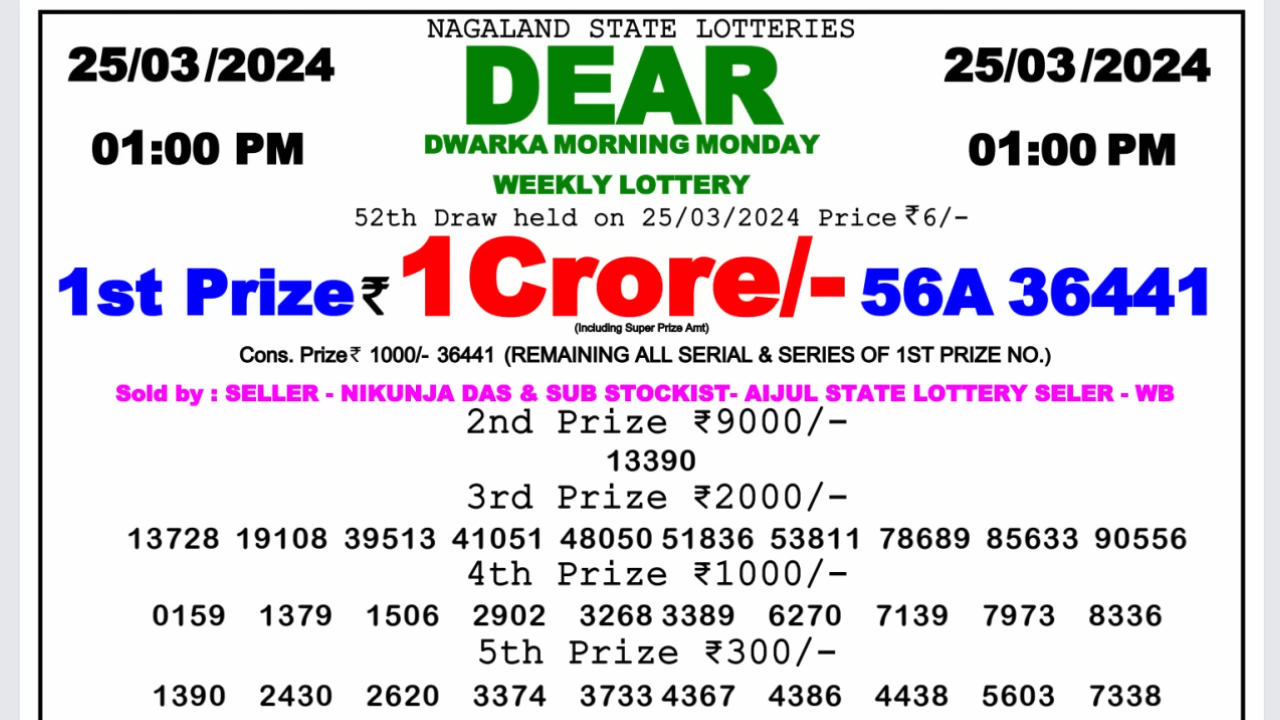 NAGALAND STATE LOTTERIES
25/03/2024 DEAR 25/03/2024
01:00 PM DWARKA MORNING MONDAY 01:00 PM
WEEKLY LOTTERY
52th Draw held on 25/03/2024 Price ₹6/-
1st Prize ₹ 1Crore/- 56A 36441
(Including Super Prize Amt)
Cons. Prize₹ 1000/- 36441 (REMAINING ALL SERIAL & SERIES OF 1ST PRIZE NO.)
Sold by : SELLER - NIKUNJA DAS & SUB STOCKIST- AIJUL STATE LOTTERY SELER - WB
2nd Prize ₹9000/-
13390
3rd Prize ₹2000/-
13728 19108 39513 41051 48050 51836 53811 78689 85633 90556
4th Prize ₹1000/-
0159 1379 1506 2902 3268 3389 6270 7139 7973 8336
5th Prize ₹300/-
1390 2430 2620 3374 3733 4367 4386 4438 5603 7338